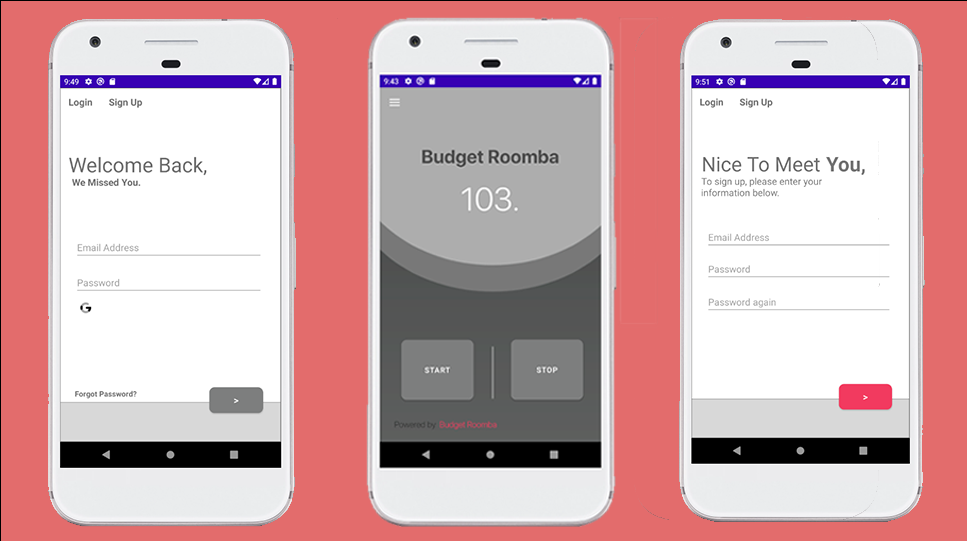 9:49
Login Sign Up
Welcome Back,
We Missed You.
Email Address
Password
G
Forgot Password?
>
9:43
Budget Roomba
103.
START
STOP
Powered by Budget Roomba
9:51
Login Sign Up
Nice To Meet You,
To sign up, please enter your
information below.
Email Address
Password
Password again
>